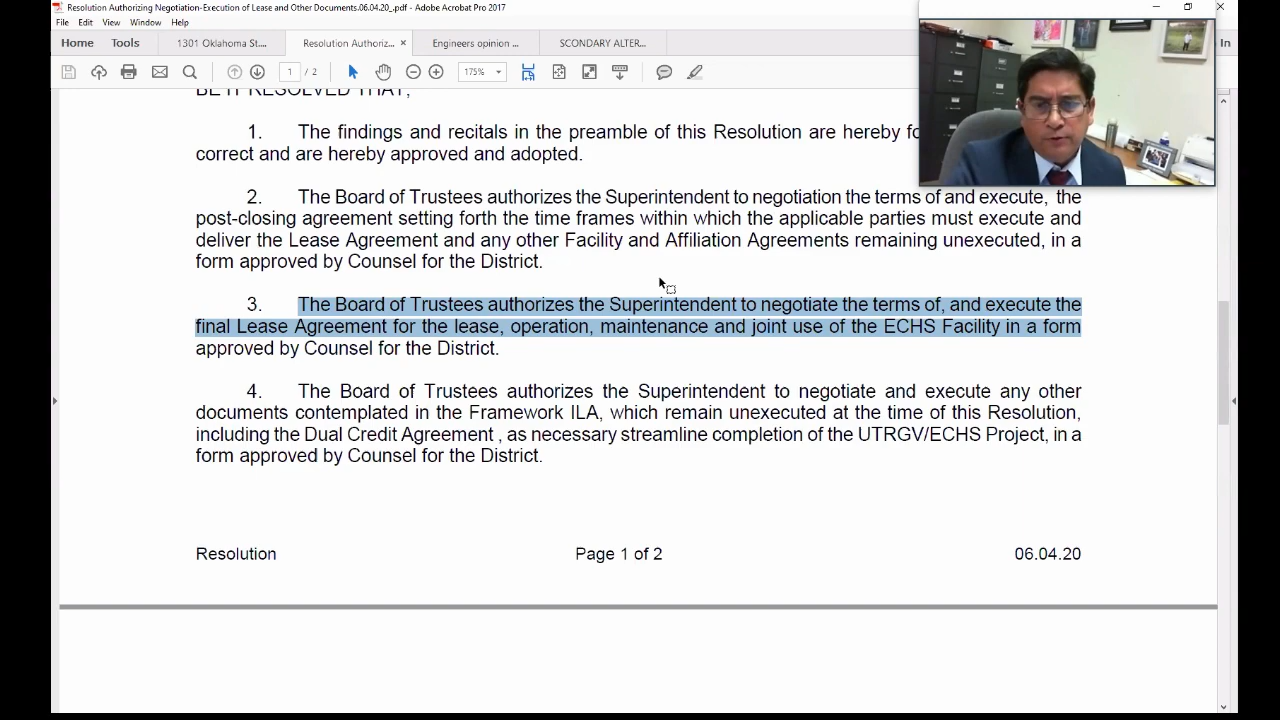 Resolution Authorizing Negotiation-Execution of Lease and Other Documents.06.04.20_.pdf - Adobe Acrobat Pro 2017
File Edit View Window Help
Home Tools 1301 Oklahoma St.... Resolution Authoriz... × Engineers opinion ... SCONDARY ALTER... In
1 / 2 175%
BE IT RESOLVED THAT,
1. The findings and recitals in the preamble of this Resolution are hereby fo
correct and are hereby approved and adopted.
2. The Board of Trustees authorizes the Superintendent to negotiation the terms of and execute, the
post-closing agreement setting forth the time frames within which the applicable parties must execute and
deliver the Lease Agreement and any other Facility and Affiliation Agreements remaining unexecuted, in a
form approved by Counsel for the District.
3. The Board of Trustees authorizes the Superintendent to negotiate the terms of, and execute the
final Lease Agreement for the lease, operation, maintenance and joint use of the ECHS Facility in a form
approved by Counsel for the District.
4. The Board of Trustees authorizes the Superintendent to negotiate and execute any other
documents contemplated in the Framework ILA, which remain unexecuted at the time of this Resolution,
including the Dual Credit Agreement , as necessary streamline completion of the UTRGV/ECHS Project, in a
form approved by Counsel for the District.
Resolution Page 1 of 2 06.04.20